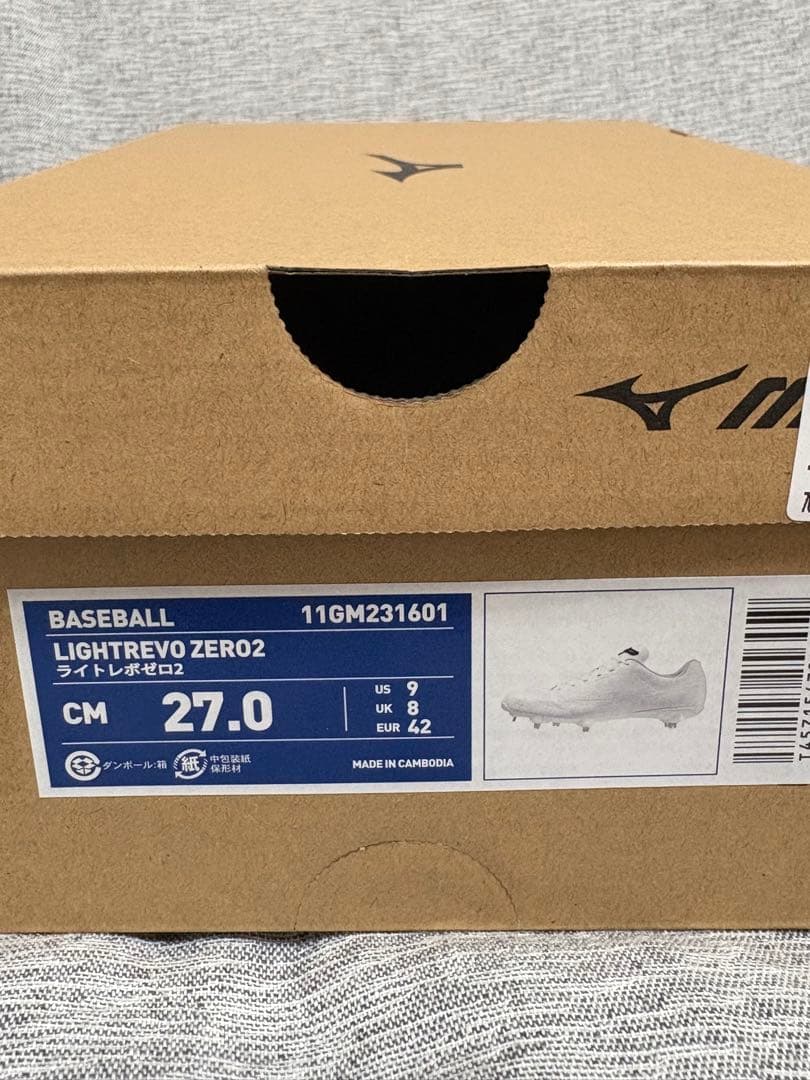 BASEBALL 11GM231601
LIGHTREVO ZERO2
ライトレボゼロ2
CM 27.0
US 9
UK 8
EUR 42
ダンボール:箱
紙 中包装紙
保形材
MADE IN CAMBODIA